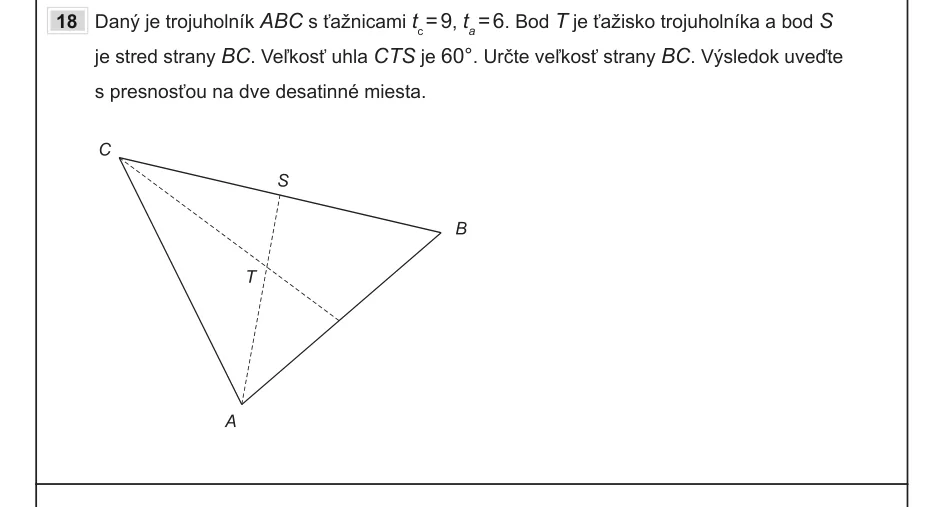 18 Daný je trojuholník ABC s ťažnicami t_c=9, t_a=6. Bod T je ťažisko trojuholníka a bod S
je stred strany BC. Veľkosť uhla CTS je 60°. Určte veľkosť strany BC. Výsledok uveďte
s presnosťou na dve desatinné miesta.
C
S
B
T
A